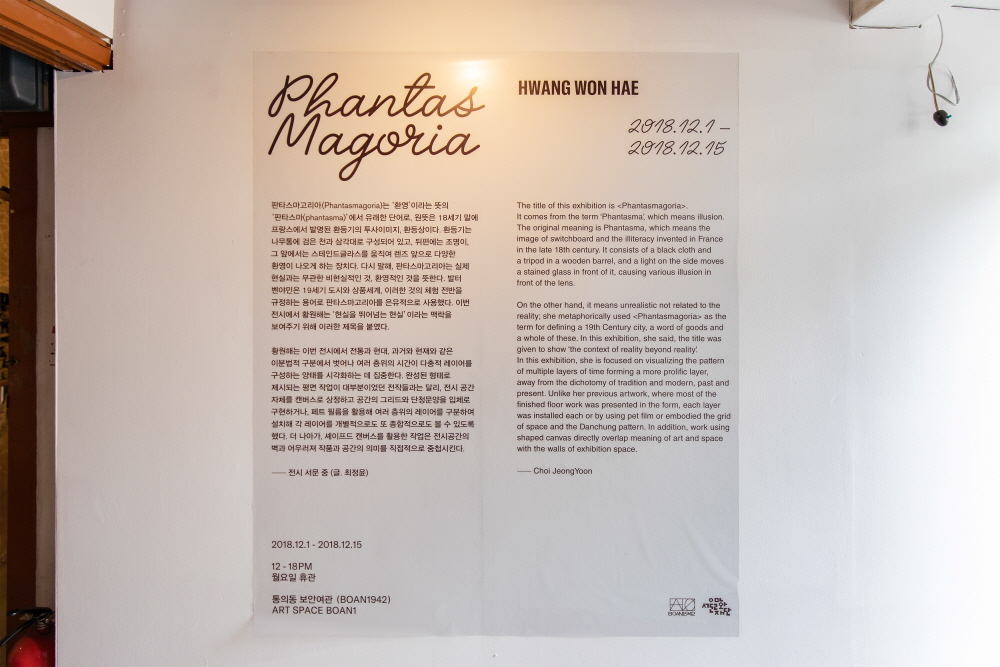 Phantas
Magoria
HWANG WON HAE
2018.12.1 –
2018.12.15
판타스마고리아(Phantasmagoria)는 '환영'이라는 뜻의
'판타스마(phantasma)'에서 유래한 단어로, 원뜻은 18세기 말에
프랑스에서 발명된 환등기의 투사이미지, 환등상이다. 환등기는
나무통에 검은 천과 삼각대로 구성되어 있고, 뒤편에는 조명이,
그 앞에서는 스테인드글라스를 움직여 렌즈 앞으로 다양한
환영이 나오게 하는 장치다. 다시 말해, 판타스마고리아는 실제
현실과는 무관한 비현실적인 것, 환영적인 것을 뜻한다. 발터
벤야민은 19세기 도시와 상품세계, 이러한 것의 체험 전반을
규정하는 용어로 판타스마고리아를 은유적으로 사용했다. 이번
전시에서 황원해는 '현실을 뛰어넘는 현실' 이라는 맥락을
보여주기 위해 이러한 제목을 붙였다.
황원해는 이번 전시에서 전통과 현대, 과거와 현재와 같은
이분법적 구분에서 벗어나 여러 층위의 시간이 다층적 레이어를
구성하는 양태를 시각화하는 데 집중한다. 완성된 형태로
제시되는 평면 작업이 대부분이었던 전작들과는 달리, 전시 공간
자체를 캔버스로 상정하고 공간의 그리드와 단청문양을 입체로
구현하거나, 페트 필름을 활용해 여러 층위의 레이어를 구분하여
설치해 각 레이어를 개별적으로도 또 종합적으로도 볼 수 있도록
했다. 더 나아가, 셰이프드 캔버스를 활용한 작업은 전시공간의
벽과 어우러져 작품과 공간의 의미를 직접적으로 중첩시킨다.
—— 전시 서문 중 (글. 최정윤)
The title of this exhibition is <Phantasmagoria>.
It comes from the term 'Phantasma', which means illusion.
The original meaning is Phantasma, which means the
image of switchboard and the illiteracy invented in France
in the late 18th century. It consists of a black cloth and
a tripod in a wooden barrel, and a light on the side moves
a stained glass in front of it, causing various illusion in
front of the lens.
On the other hand, it means unrealistic not related to the
reality; she metaphorically used <Phantasmagoria> as the
term for defining a 19th Century city, a word of goods and
a whole of these. In this exhibition, she said, the title was
given to show 'the context of reality beyond reality'.
In this exhibition, she is focused on visualizing the pattern
of multiple layers of time forming a more prolific layer,
away from the dichotomy of tradition and modern, past and
present. Unlike her previous artwork, where most of the
finished floor work was presented in the form, each layer
was installed each or by using pet film or embodied the grid
of space and the Danchung pattern. In addition, work using
shaped canvas directly overlap meaning of art and space
with the walls of exhibition space.
—— Choi JeongYoon
2018.12.1 - 2018.12.15
12 - 18PM
월요일 휴관
통의동 보안여관 (BOAN1942)
ART SPACE BOAN1
BOAN1942